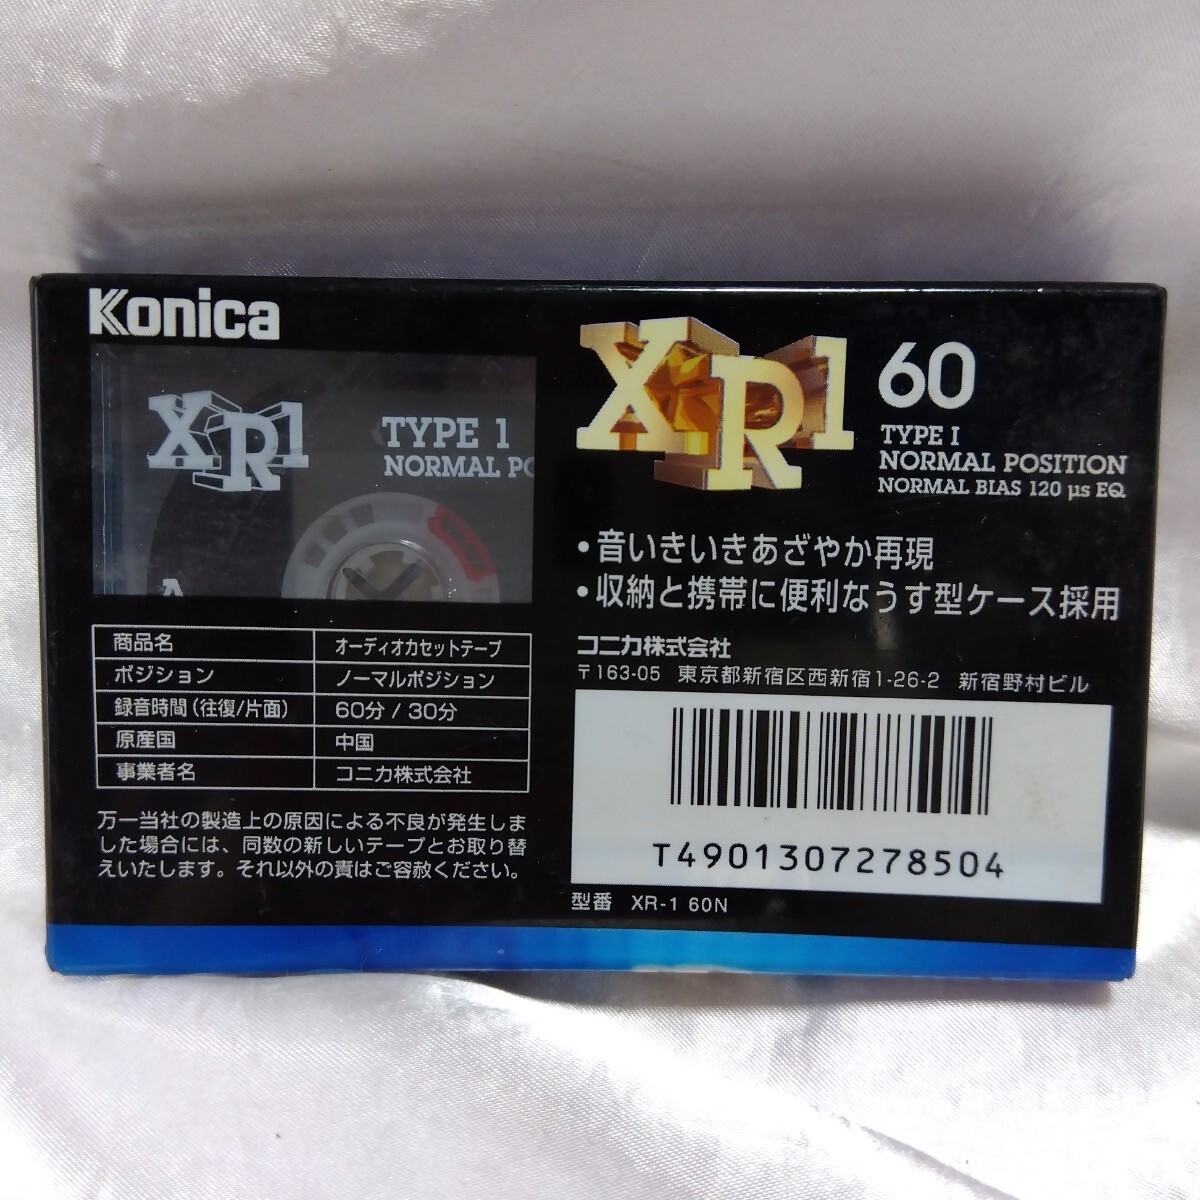 Konica
XR1
TYPE 1
NORMAL PO
A
商品名 オーディオカセットテープ
ポジション ノーマルポジション
録音時間(往復/片面) 60分/30分
原産国 中国
事業者名 コニカ株式会社
万一当社の製造上の原因による不良が発生しま
した場合には、同数の新しいテープとお取り替
えいたします。それ以外の責はご容赦ください。
XR1 60
TYPE I
NORMAL POSITION
NORMAL BIAS 120 μs EQ
・音いきいきあざやか再現
・収納と携帯に便利なうす型ケース採用
コニカ株式会社
〒163-05 東京都新宿区西新宿1-26-2 新宿野村ビル
T4901307278504
型番 XR-1 60N